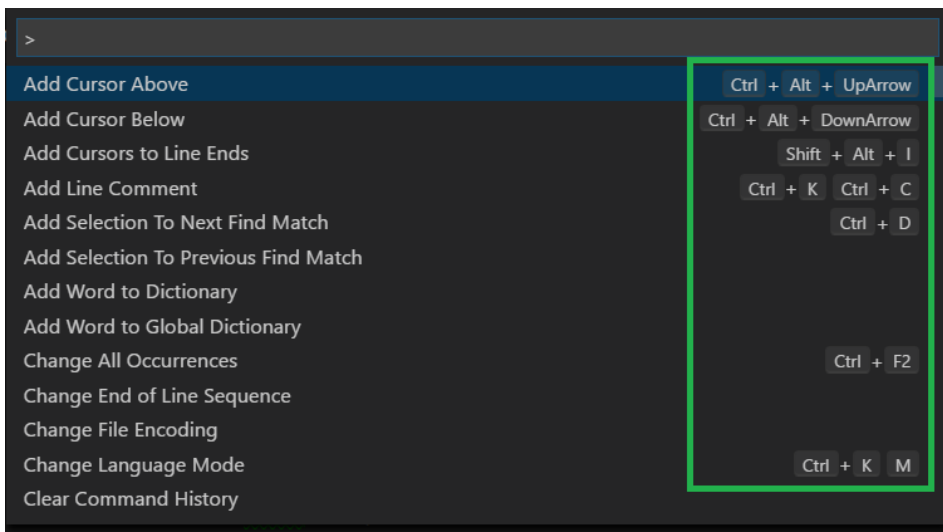 >
Add Cursor Above Ctrl + Alt + UpArrow
Add Cursor Below Ctrl + Alt + DownArrow
Add Cursors to Line Ends Shift + Alt + I
Add Line Comment Ctrl + K Ctrl + C
Add Selection To Next Find Match Ctrl + D
Add Selection To Previous Find Match
Add Word to Dictionary
Add Word to Global Dictionary
Change All Occurrences Ctrl + F2
Change End of Line Sequence
Change File Encoding
Change Language Mode Ctrl + K M
Clear Command History